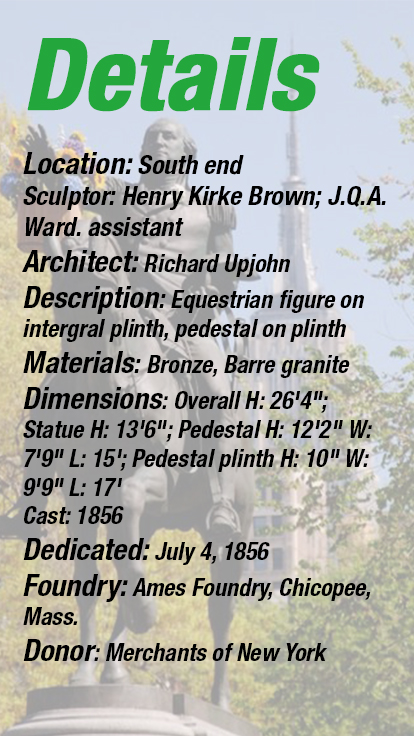 Details
Location: South end
Sculptor: Henry Kirke Brown; J.Q.A.
Ward. assistant
Architect: Richard Upjohn
Description: Equestrian figure on
intergral plinth, pedestal on plinth
Materials: Bronze, Barre granite
Dimensions: Overall H: 26'4";
Statue H: 13'6"; Pedestal H: 12'2" W:
7'9" L: 15'; Pedestal plinth H: 10" W:
9'9" L: 17'
Cast: 1856
Dedicated: July 4, 1856
Foundry: Ames Foundry, Chicopee,
Mass.
Donor: Merchants of New York